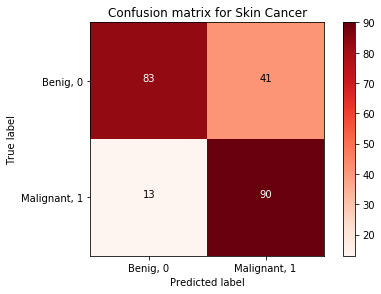 Confusion matrix for Skin Cancer
90
80
70
60
50
40
30
20
True label
Benig, 0
83
41
Malignant, 1
13
90
Benig, 0
Malignant, 1
Predicted label